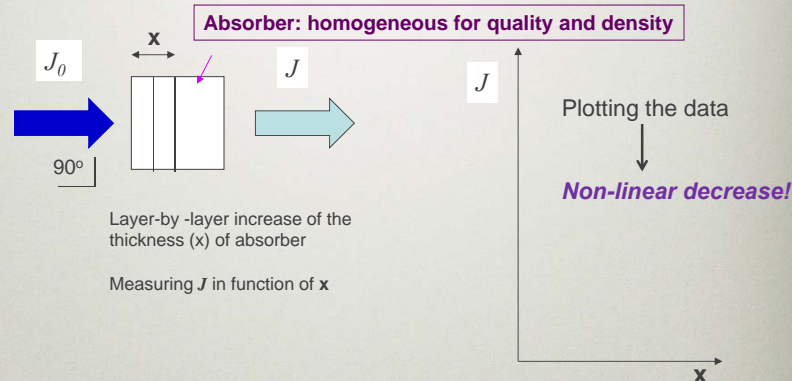 Absorber: homogeneous for quality and density
x
J0
J
90o
Layer-by -layer increase of the
thickness (x) of absorber
Measuring J in function of x
J
Plotting the data
Non-linear decrease!
x